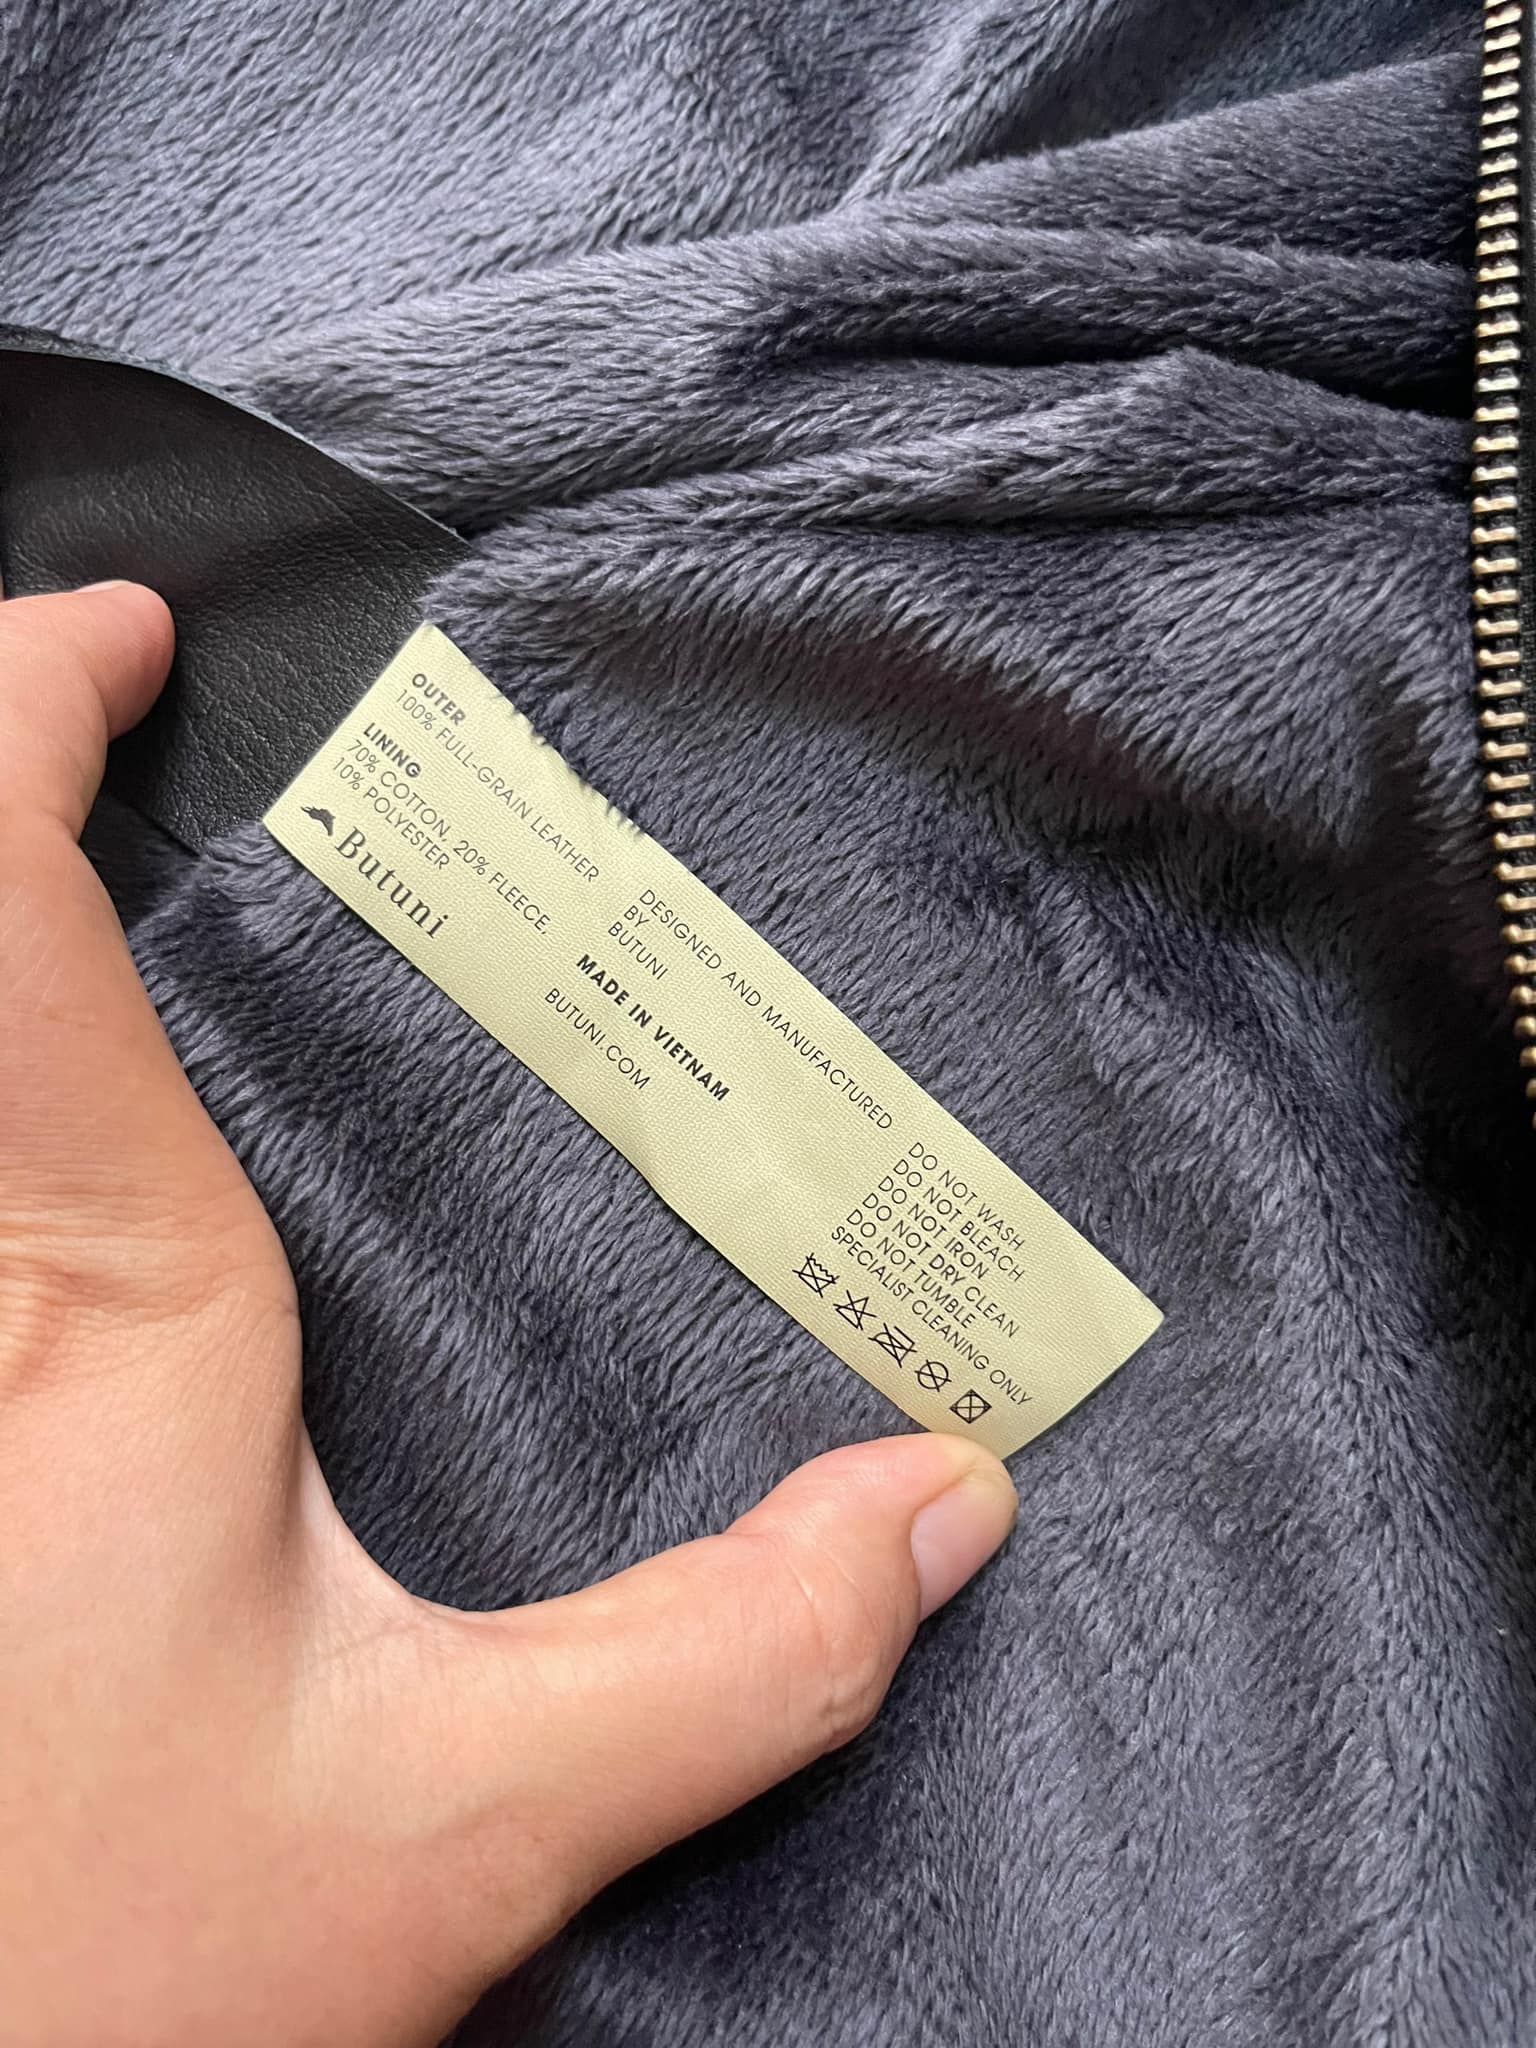 OUTER
100% FULL-GRAIN LEATHER
LINING
70% COTTON, 20% FLEECE,
10% POLYESTER
Butuni
DESIGNED AND MANUFACTURED
BY
BUTUNI
MADE IN VIETNAM
BUTUNI.COM
DO NOT WASH
DO NOT BLEACH
DO NOT IRON
DO NOT DRY CLEAN
DO NOT TUMBLE
SPECIALIST CLEANING ONLY